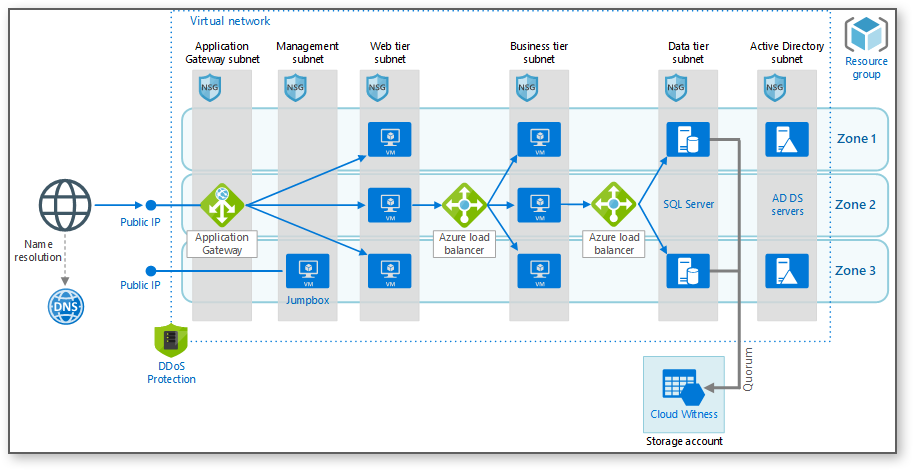 Virtual network
Resource
group
Application
Gateway subnet
Management
subnet
Web tier
subnet
Business tier
subnet
Data tier
subnet
Active Directory
subnet
NSG
NSG
NSG
NSG
NSG
NSG
VM
VM
Zone 1
Public IP
VM
VM
SQL Server
AD DS
servers
Zone 2
Application
Gateway
Azure load
balancer
Azure load
balancer
Name
resolution
DNS
Public IP
Jumpbox
VM
VM
Zone 3
DDoS
Protection
Quorum
Cloud Witness
Storage account